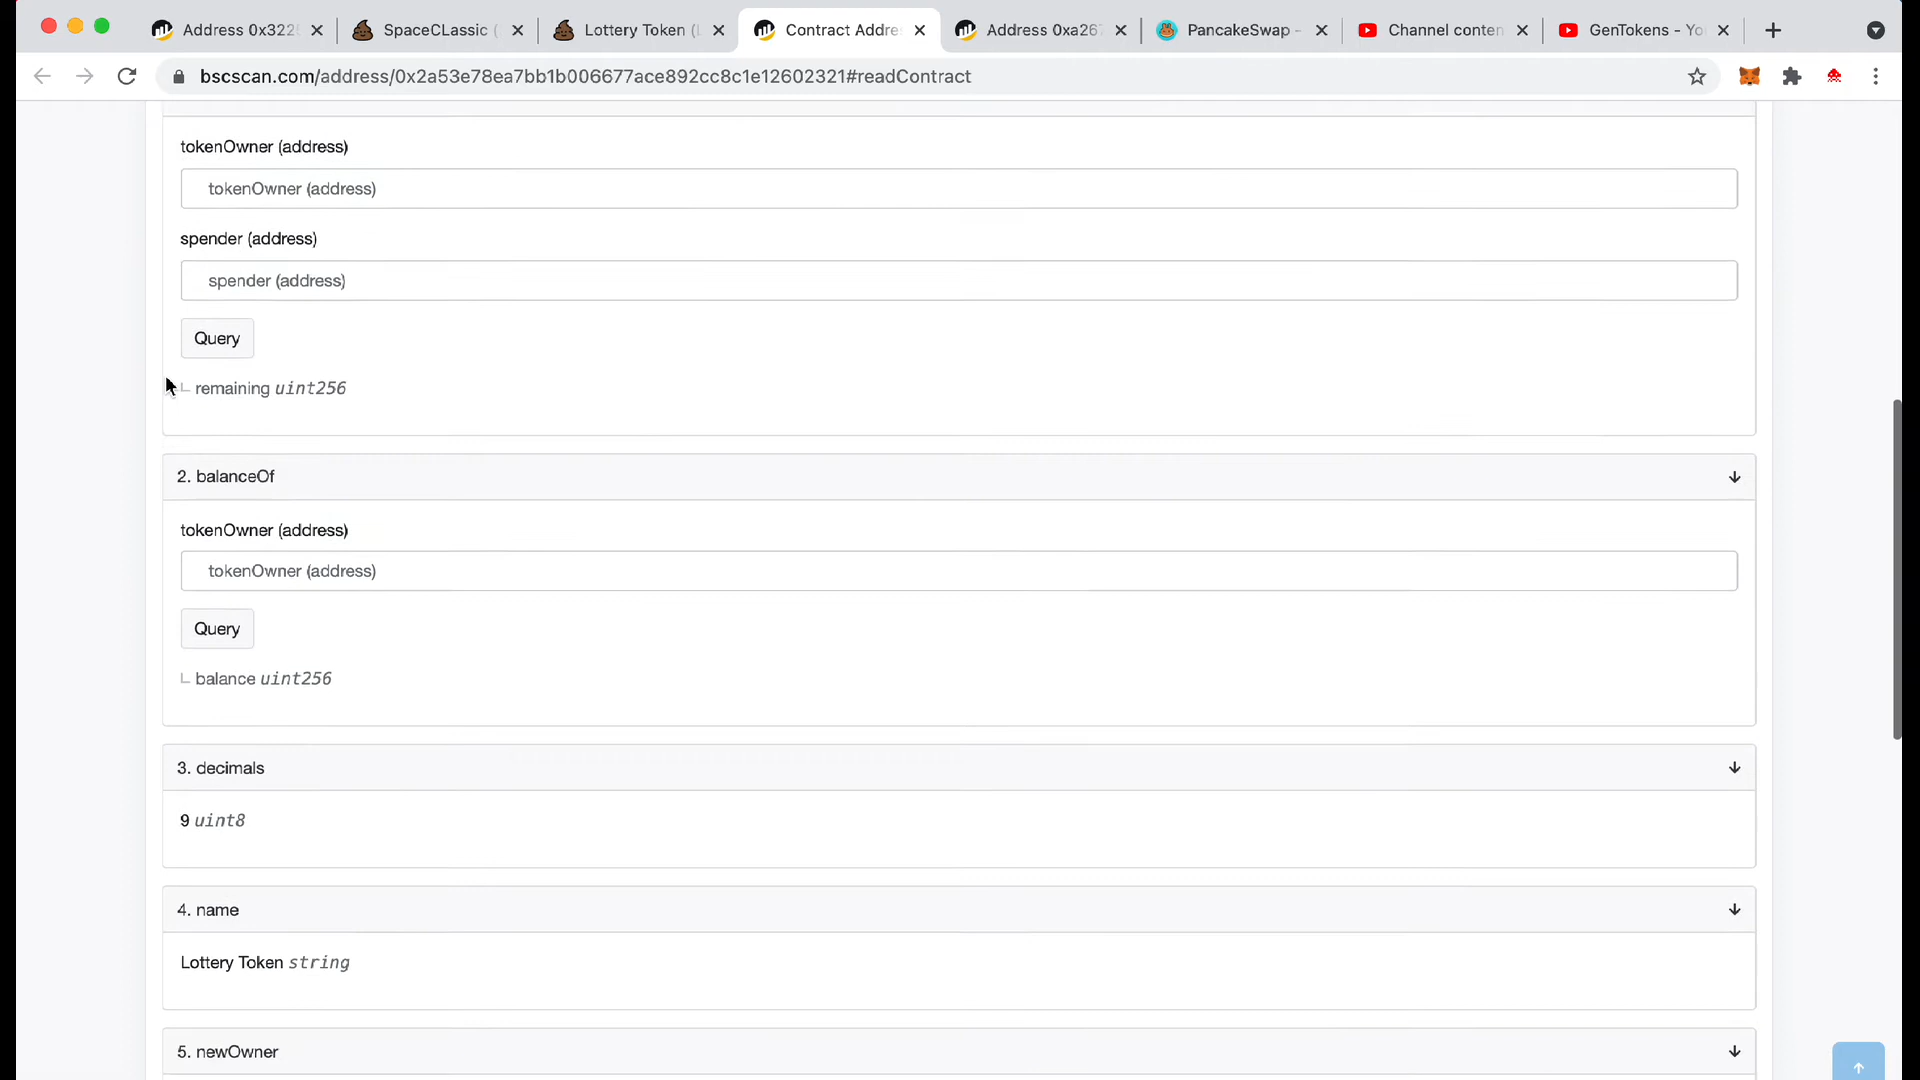 Address 0x322
SpaceCLassic (
Lottery Token (
Contract Addre
Address 0xa267
PancakeSwap -
Channel conten
GenTokens - Yo
bscscan.com/address/0x2a53e78ea7bb1b006677ace892cc8c1e12602321#readContract
tokenOwner (address)
tokenOwner (address)
spender (address)
spender (address)
Query
remaining uint256
2. balanceOf
tokenOwner (address)
tokenOwner (address)
Query
balance uint256
3. decimals
9 uint8
4. name
Lottery Token string
5. newOwner